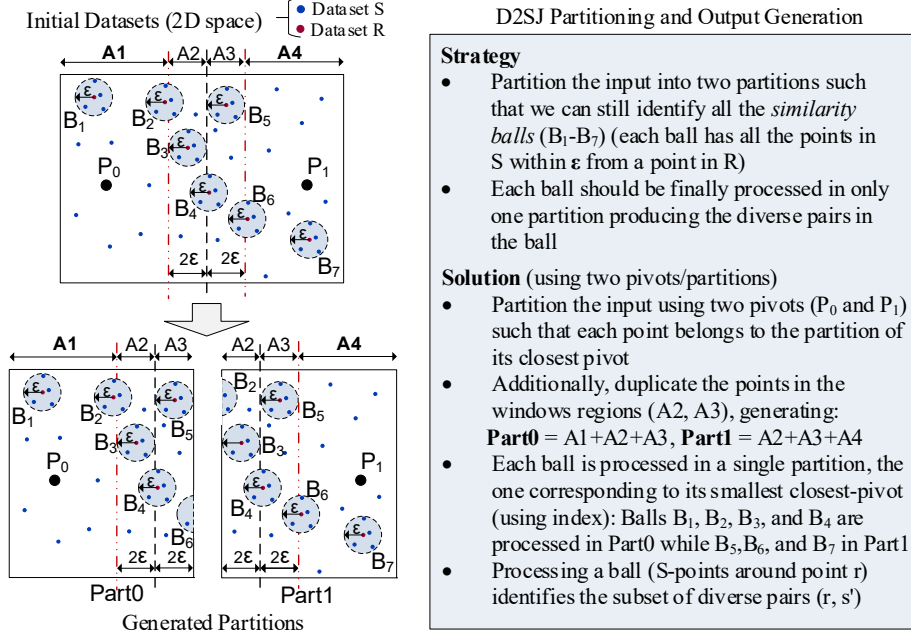 Initial Datasets (2D space)
Dataset S
Dataset R
A1 A2 A3 A4
ε ε ε
B1 B2 B5
ε
B3
P0 P1
ε
B4 B6
ε
ε
B7
2ε 2ε
A1 A2 A3
ε ε ε
B1 B2 B5
ε
B3
P0
ε
B4
B6
2ε 2ε
Part0
A2 A3 A4
B2 ε
B5
ε
B3
P1
ε B6
B4 ε
ε
B7
2ε 2ε
Part1
Generated Partitions
D2SJ Partitioning and Output Generation
Strategy
• Partition the input into two partitions such
that we can still identify all the similarity
balls (B1-B7) (each ball has all the points in
S within ε from a point in R)
• Each ball should be finally processed in only
one partition producing the diverse pairs in
the ball
Solution (using two pivots/partitions)
• Partition the input using two pivots (P0 and P1)
such that each point belongs to the partition of
its closest pivot
• Additionally, duplicate the points in the
windows regions (A2, A3), generating:
Part0 = A1+A2+A3, Part1 = A2+A3+A4
• Each ball is processed in a single partition, the
one corresponding to its smallest closest-pivot
(using index): Balls B1, B2, B3, and B4 are
processed in Part0 while B5,B6, and B7 in Part1
• Processing a ball (S-points around point r)
identifies the subset of diverse pairs (r, s')